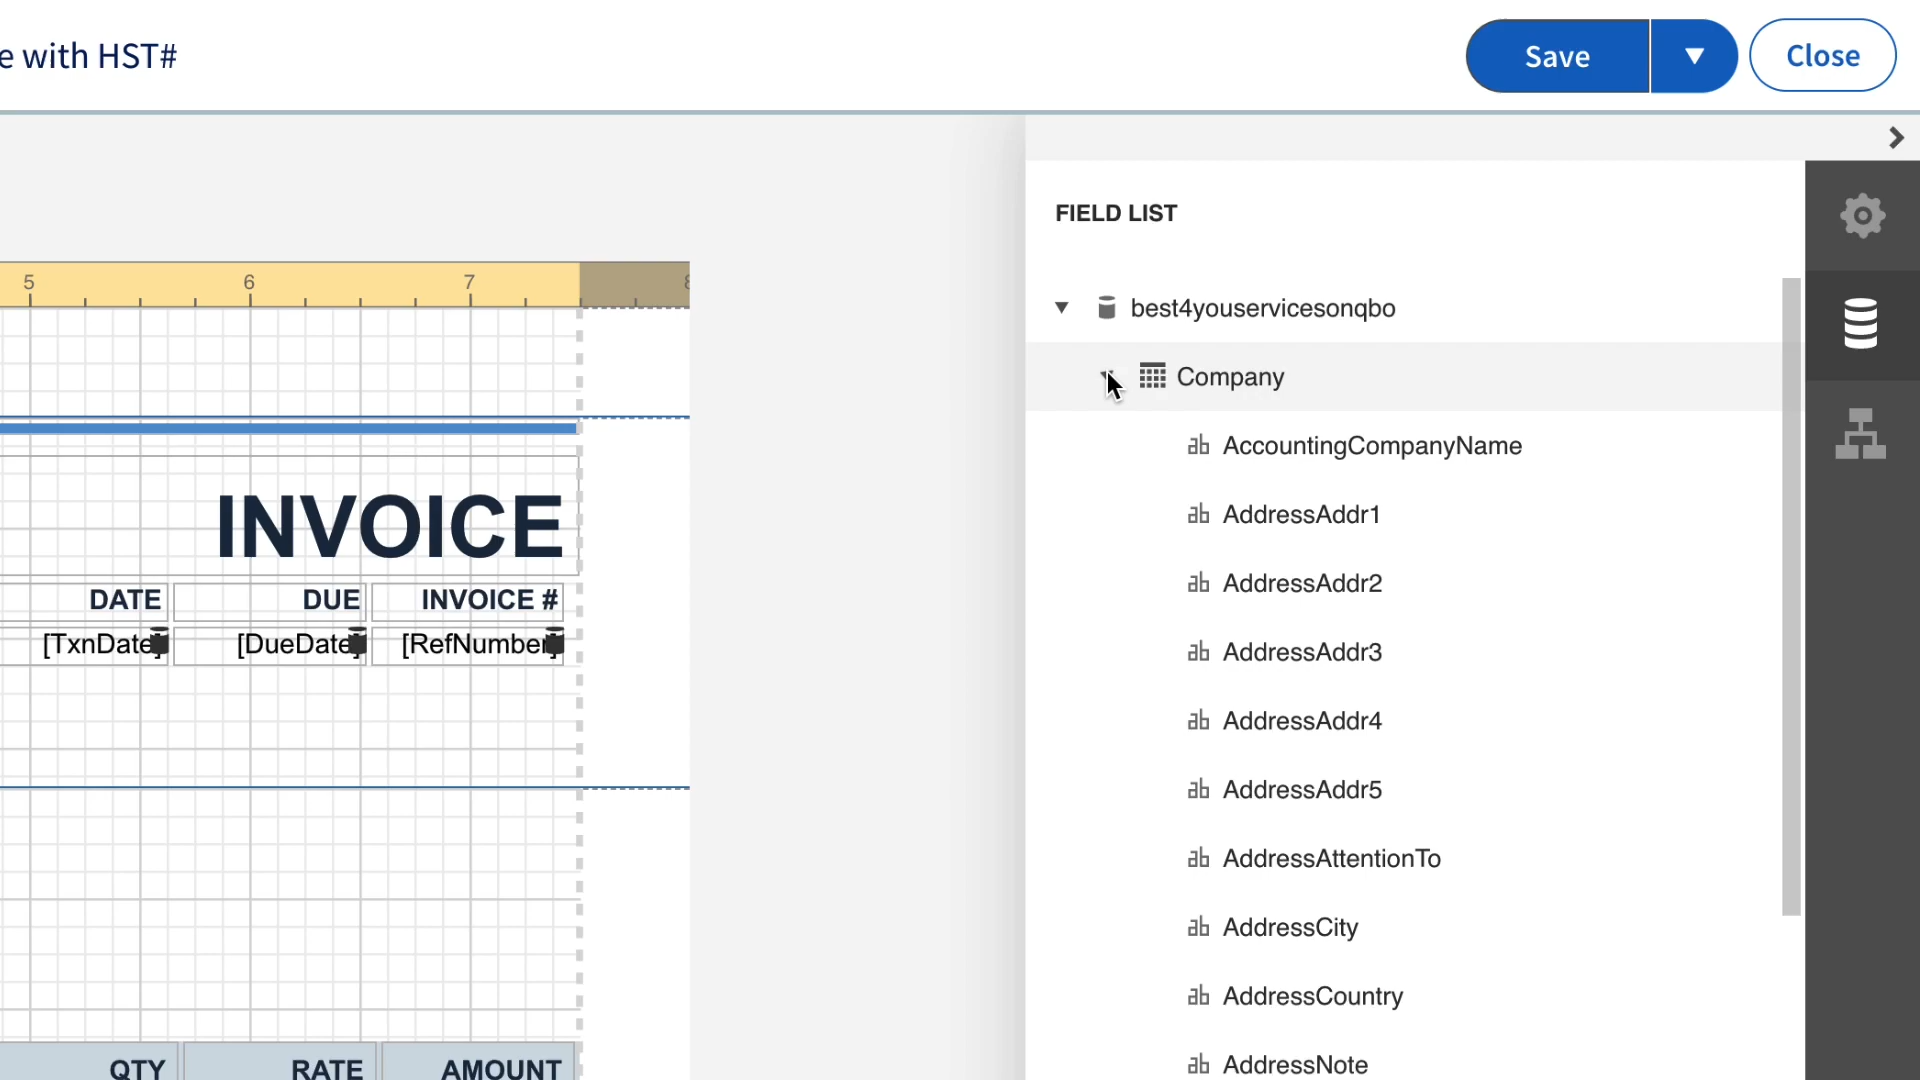 e with HST#
Save
Close
FIELD LIST
5 6 7
best4youservicesonqbo
Company
AccountingCompanyName
INVOICE
AddressAddr1
AddressAddr2
DATE DUE INVOICE #
[TxnDate] [DueDate] [RefNumber]
AddressAddr3
AddressAddr4
AddressAddr5
AddressAttentionTo
AddressCity
AddressCountry
AddressNote
QTY RATE AMOUNT